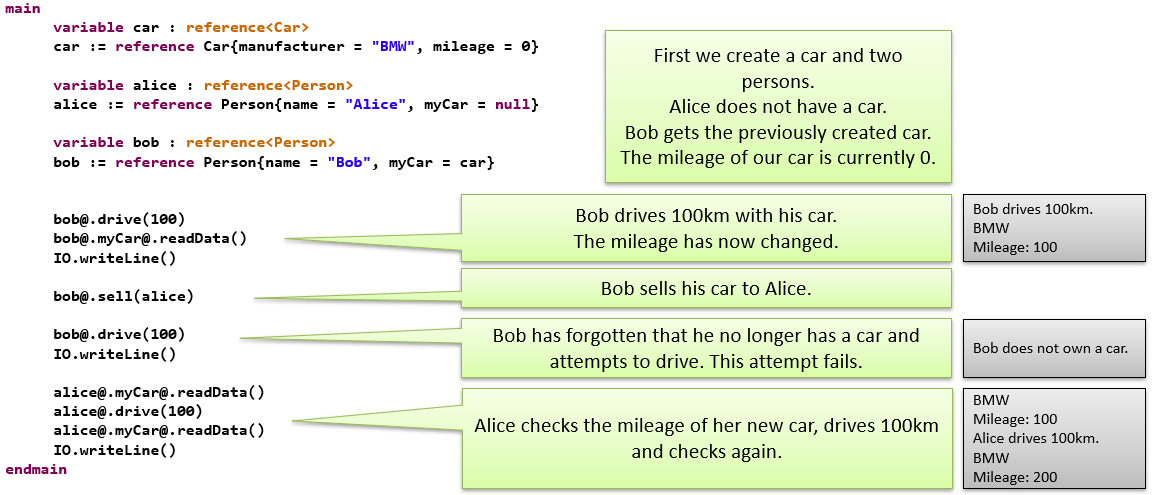 main
variable car : reference<Car>
car := reference Car{manufacturer = "BMW", mileage = 0}
variable alice : reference<Person>
alice := reference Person{name = "Alice", myCar = null}
variable bob : reference<Person>
bob := reference Person{name = "Bob", myCar = car}
First we create a car and two
persons.
Alice does not have a car.
Bob gets the previously created car.
The mileage of our car is currently 0.
bob@.drive(100)
bob@.myCar@.readData()
IO.writeLine()
Bob drives 100km with his car.
The mileage has now changed.
Bob drives 100km.
BMW
Mileage: 100
bob@.sell(alice)
Bob sells his car to Alice.
bob@.drive(100)
IO.writeLine()
Bob has forgotten that he no longer has a car and
attempts to drive. This attempt fails.
Bob does not own a car.
alice@.myCar@.readData()
alice@.drive(100)
alice@.myCar@.readData()
IO.writeLine()
endmain
Alice checks the mileage of her new car, drives 100km
and checks again.
BMW
Mileage: 100
Alice drives 100km.
BMW
Mileage: 200